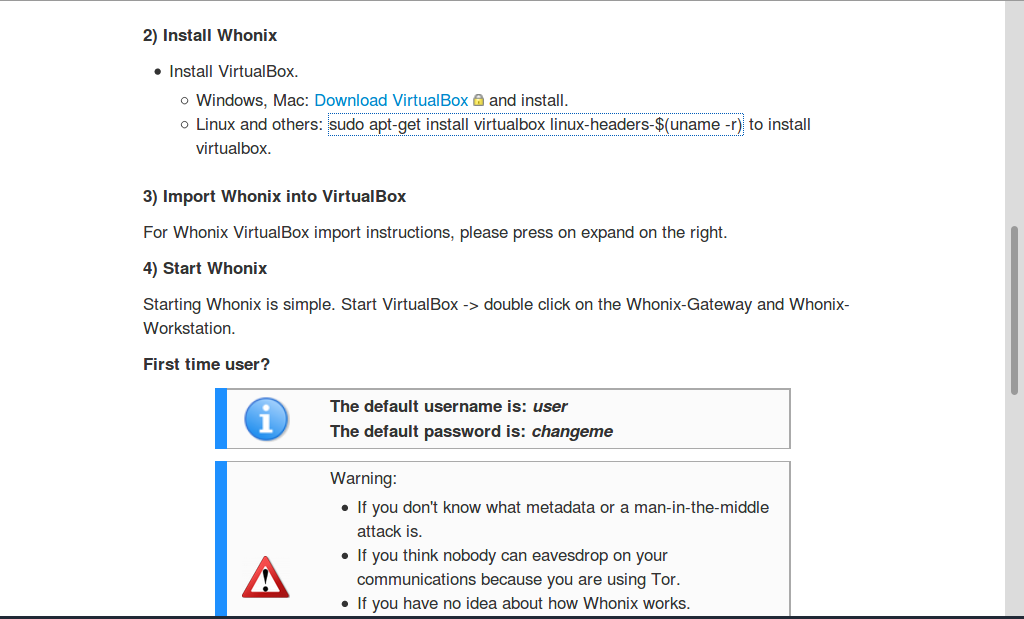 2) Install Whonix
Install VirtualBox.
Windows, Mac: Download VirtualBox and install.
Linux and others: sudo apt-get install virtualbox linux-headers-$(uname -r) to install
virtualbox.
3) Import Whonix into VirtualBox
For Whonix VirtualBox import instructions, please press on expand on the right.
4) Start Whonix
Starting Whonix is simple. Start VirtualBox -> double click on the Whonix-Gateway and Whonix-
Workstation.
First time user?
The default username is: user
The default password is: changeme
Warning:
If you don't know what metadata or a man-in-the-middle
attack is.
If you think nobody can eavesdrop on your
communications because you are using Tor.
If you have no idea about how Whonix works.